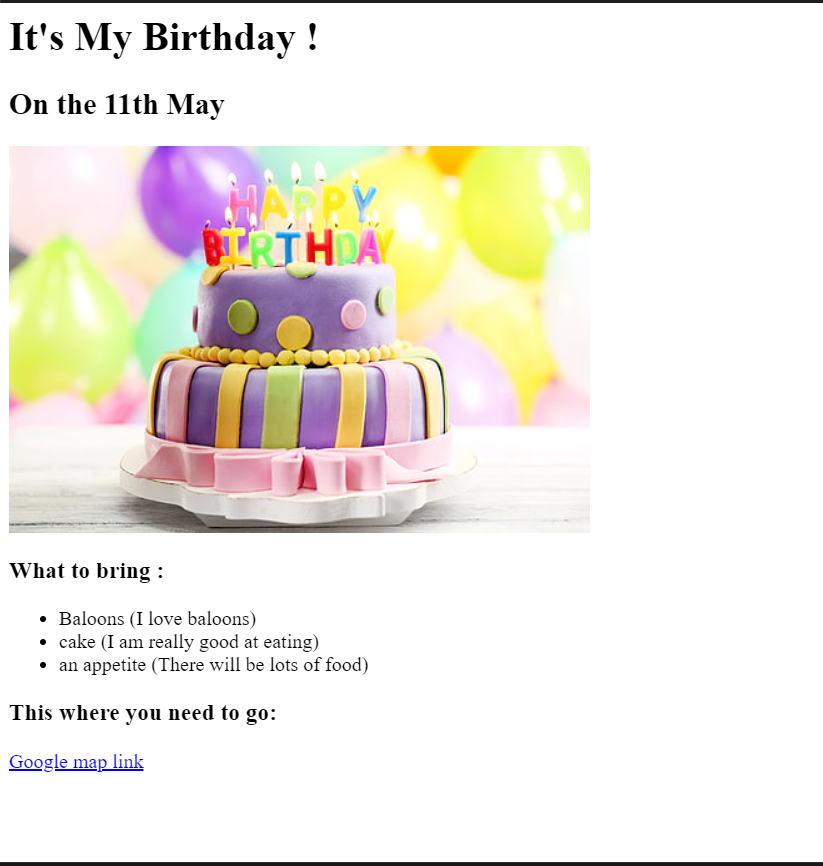 It's My Birthday !
On the 11th May
HAPPY
BIRTHDAY
What to bring :
Baloons (I love baloons)
cake (I am really good at eating)
an appetite (There will be lots of food)
This where you need to go:
Google map link